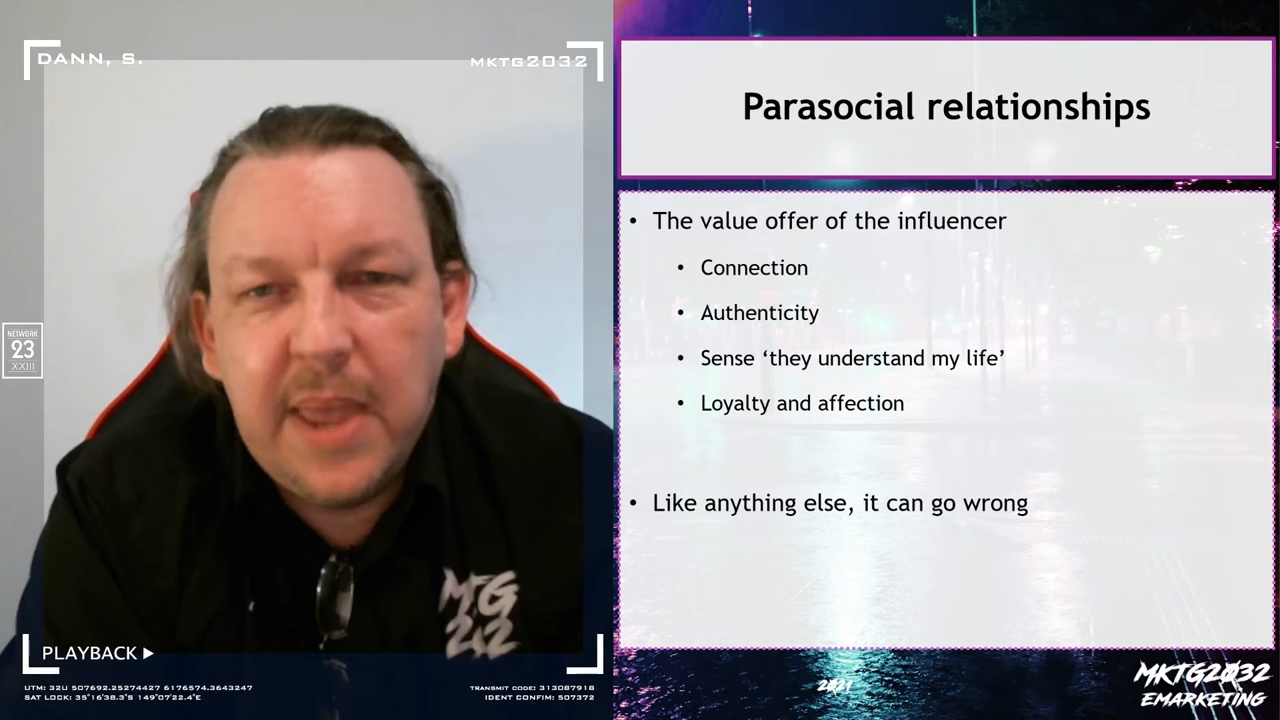 DANN, S.
MKTG2032
NETWORK
23
XXIII
MKTG
PLAYBACK
UTM: 32U 507692.25274427 6176574.3643247
SAT LOCK: 35°16'38.3"S 149°07'22.4"E
TRANSMIT CODE: 313087918
IDENT CONFIM: 507372
Parasocial relationships
• The value offer of the influencer
• Connection
• Authenticity
• Sense ‘they understand my life’
• Loyalty and affection
• Like anything else, it can go wrong
2021
MKTG2032
EMARKETING